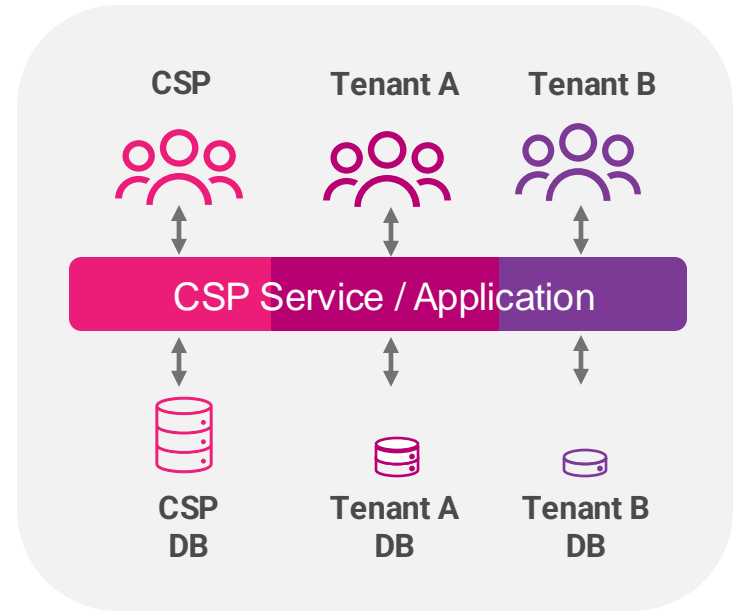 CSP
Tenant A
Tenant B
CSP Service / Application
CSP
DB
Tenant A
DB
Tenant B
DB